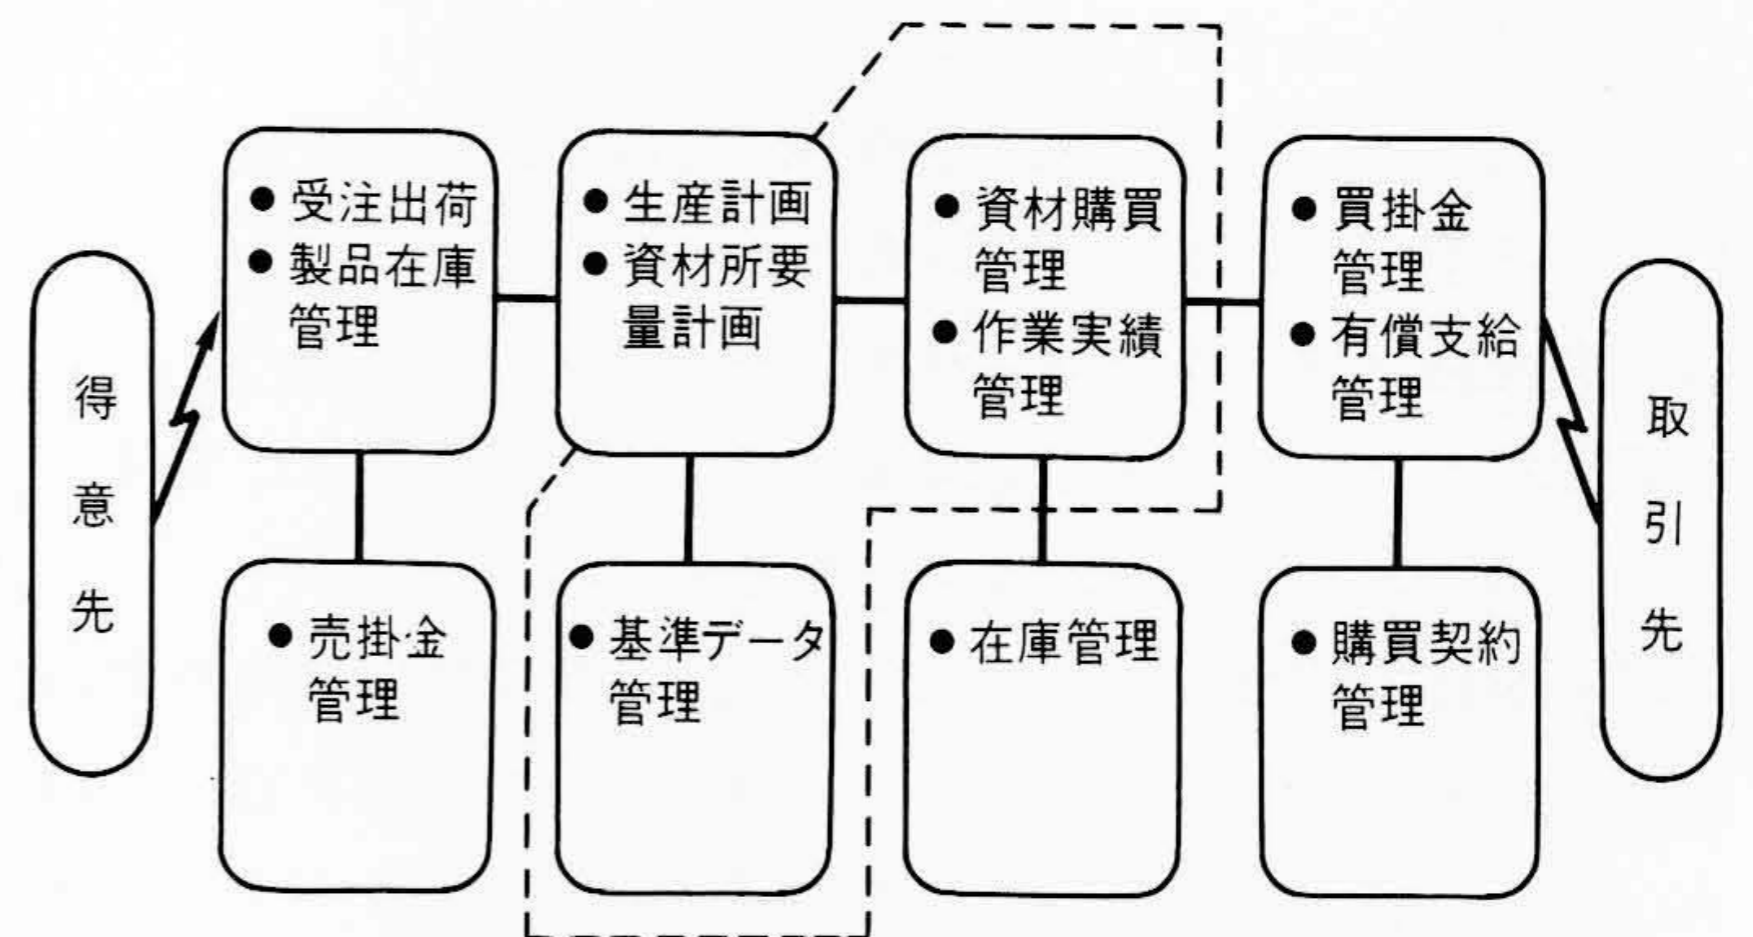 得意先
● 受注出荷
● 製品在庫
管理
● 生産計画
● 資材所要
量計画
● 資材購買
管理
● 作業実績
管理
● 買掛金
管理
● 有償支給
管理
取引先
● 売掛金
管理
● 基準データ
管理
● 在庫管理
● 購買契約
管理